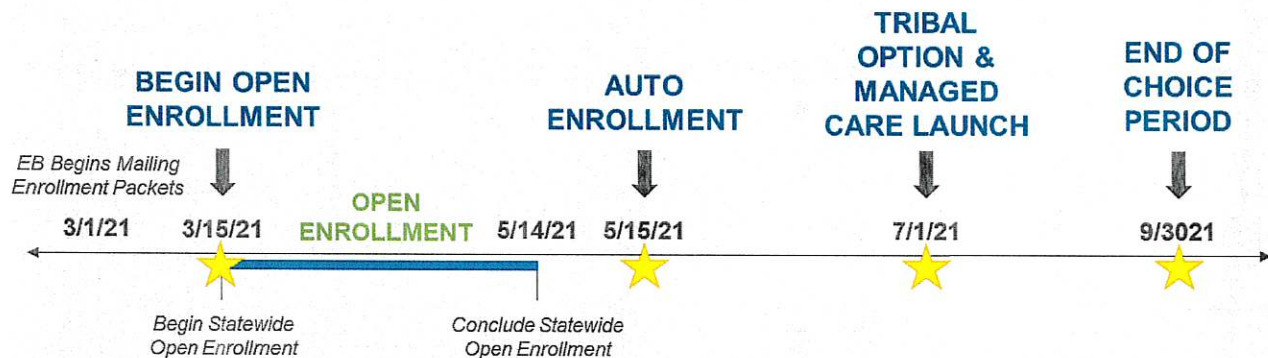 BEGIN OPEN
ENROLLMENT
AUTO
ENROLLMENT
TRIBAL
OPTION &
MANAGED
CARE LAUNCH
END OF
CHOICE
PERIOD
EB Begins Mailing
Enrollment Packets
OPEN
ENROLLMENT
3/1/21
3/15/21
5/14/21
5/15/21
7/1/21
9/3021
Begin Statewide
Open Enrollment
Conclude Statewide
Open Enrollment